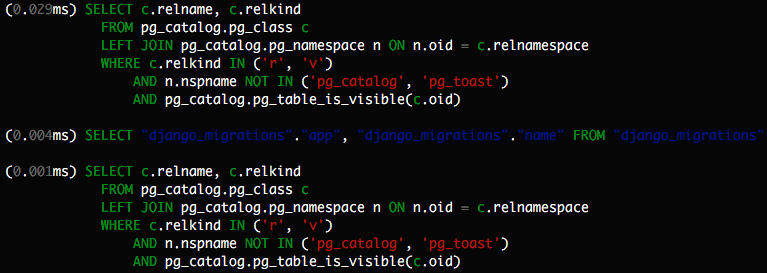 (0.029ms) SELECT c.relname, c.relkind
FROM pg_catalog.pg_class c
LEFT JOIN pg_catalog.pg_namespace n ON n.oid = c.relnamespace
WHERE c.relkind IN ('r', 'v')
AND n.nspname NOT IN ('pg_catalog', 'pg_toast')
AND pg_catalog.pg_table_is_visible(c.oid)
(0.004ms) SELECT "django_migrations"."app", "django_migrations"."name" FROM "django_migrations"
(0.001ms) SELECT c.relname, c.relkind
FROM pg_catalog.pg_class c
LEFT JOIN pg_catalog.pg_namespace n ON n.oid = c.relnamespace
WHERE c.relkind IN ('r', 'v')
AND n.nspname NOT IN ('pg_catalog', 'pg_toast')
AND pg_catalog.pg_table_is_visible(c.oid)